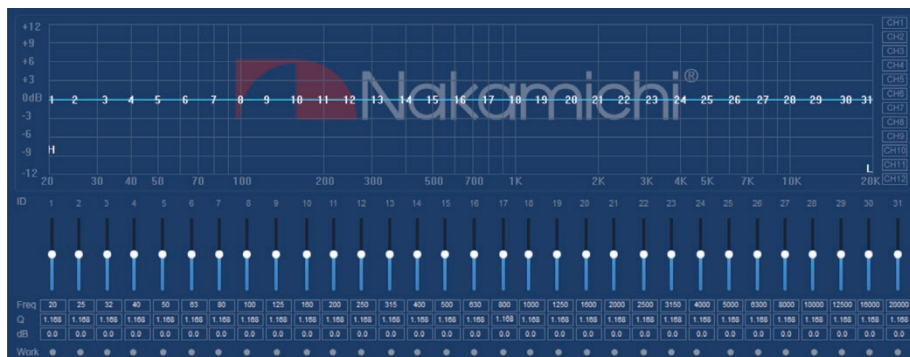 +12 CH1
+9 CH2
CH3
+6 CH4
+3 CH5
0dB 1 2 3 4 5 6 7 8 9 10 11 12 13 14 15 16 17 18 19 20 21 22 23 24 25 26 27 28 29 30 31 CH6
Nakamichi®
-3 CH7
CH8
-6 CH9
-9 H CH10
L CH11
-12 CH12
20 30 40 50 70 100 200 300 500 700 1K 2K 3K 4K 5K 7K 10K 20K
ID 1 2 3 4 5 6 7 8 9 10 11 12 13 14 15 16 17 18 19 20 21 22 23 24 25 26 27 28 29 30 31
Freq 20 25 32 40 50 63 80 100 125 160 200 250 315 400 500 630 800 1000 1250 1600 2000 2500 3150 4000 5000 6300 8000 10000 12500 16000 20000
Q 1.168 1.168 1.168 1.168 1.168 1.168 1.168 1.168 1.168 1.168 1.168 1.168 1.168 1.168 1.168 1.168 1.168 1.168 1.168 1.168 1.168 1.168 1.168 1.168 1.168 1.168 1.168 1.168 1.168 1.168 1.168
dB 0.0 0.0 0.0 0.0 0.0 0.0 0.0 0.0 0.0 0.0 0.0 0.0 0.0 0.0 0.0 0.0 0.0 0.0 0.0 0.0 0.0 0.0 0.0 0.0 0.0 0.0 0.0 0.0 0.0 0.0 0.0
Work